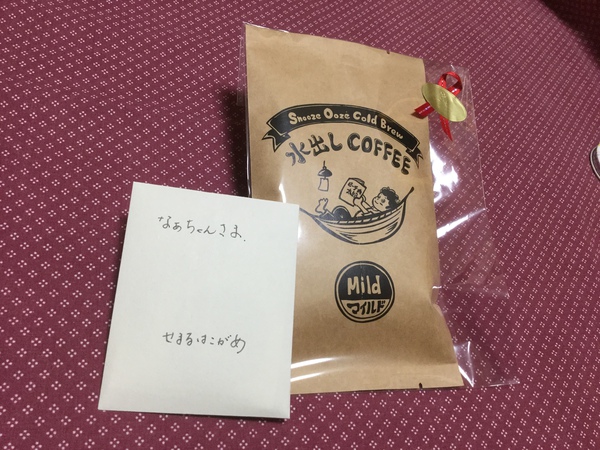 Snooze Ooze Cold Brew
水出しCOFFEE
Mild
マイルド
なぁちゃんさま、
せまるはこがめ